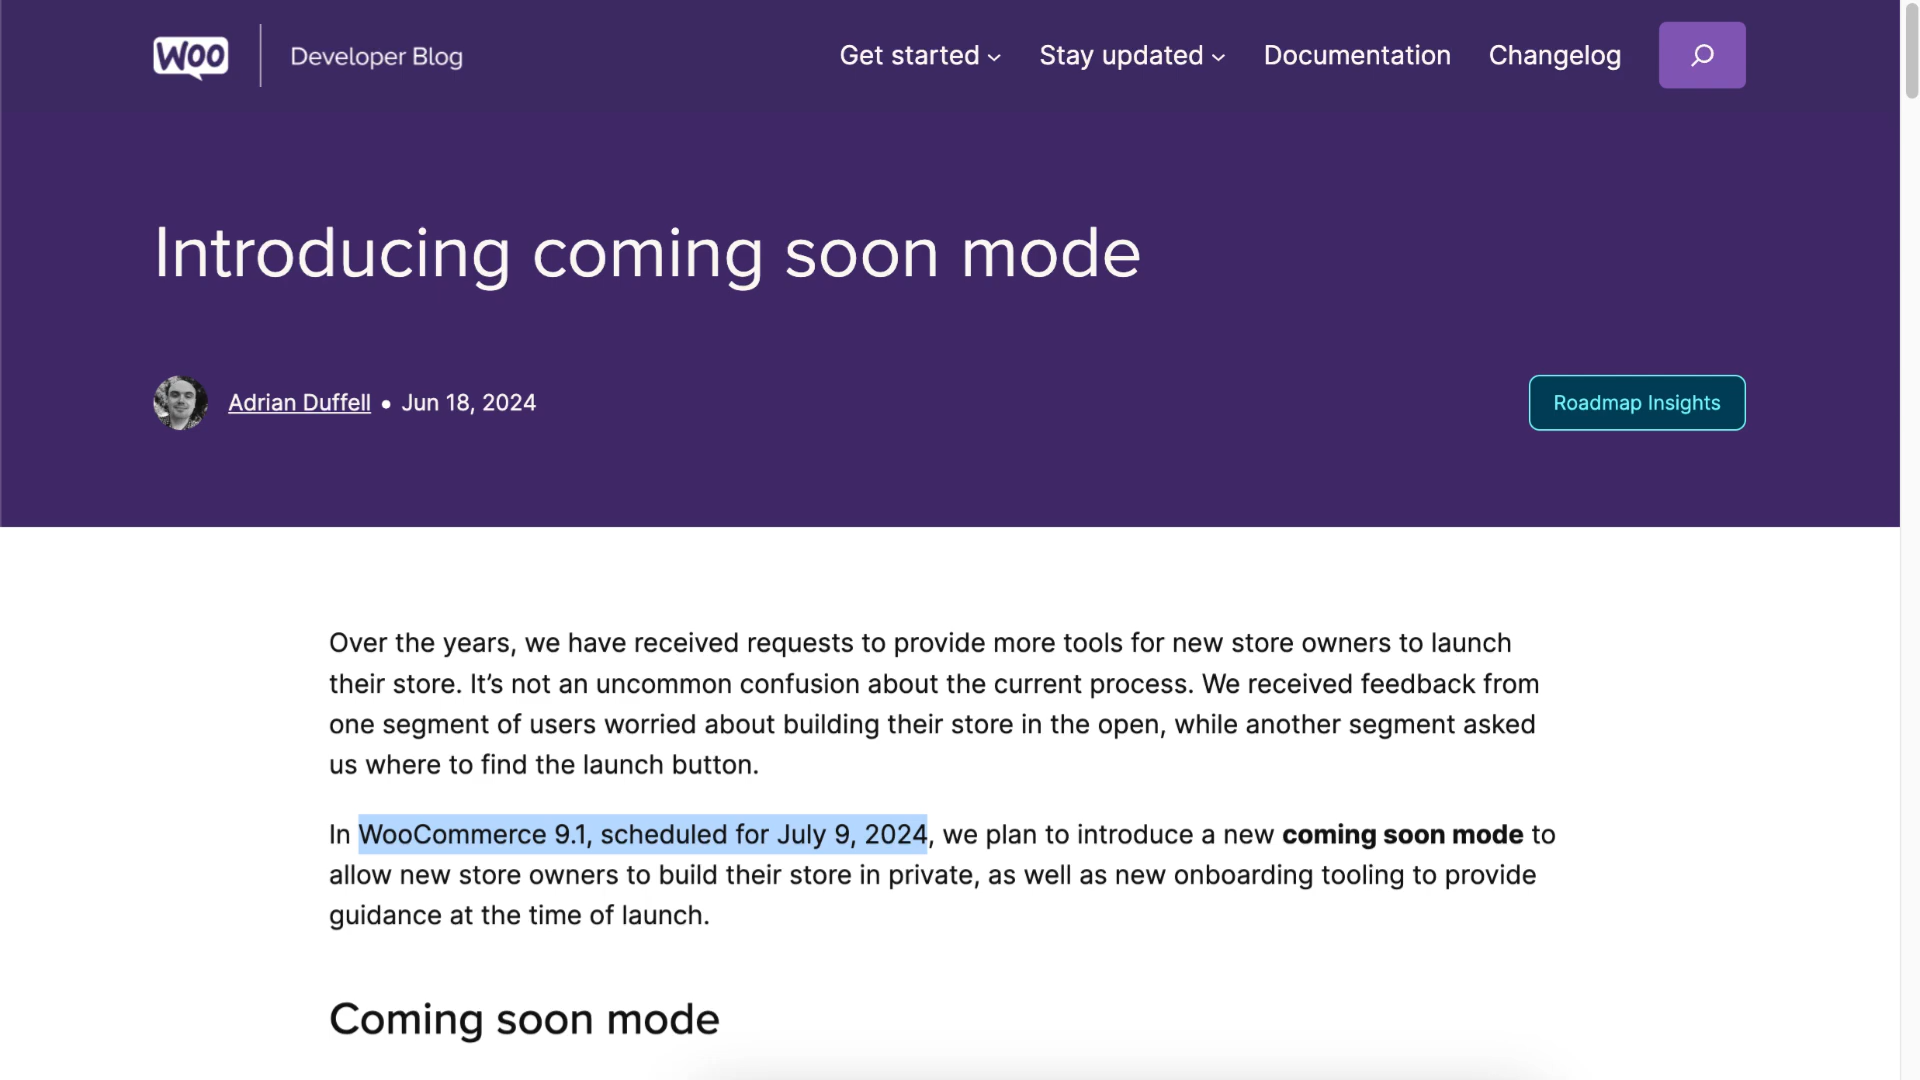 Woo
Developer Blog
Get started
Stay updated
Documentation
Changelog
Introducing coming soon mode
Adrian Duffell • Jun 18, 2024
Roadmap Insights
Over the years, we have received requests to provide more tools for new store owners to launch
their store. It’s not an uncommon confusion about the current process. We received feedback from
one segment of users worried about building their store in the open, while another segment asked
us where to find the launch button.
In WooCommerce 9.1, scheduled for July 9, 2024, we plan to introduce a new coming soon mode to
allow new store owners to build their store in private, as well as new onboarding tooling to provide
guidance at the time of launch.
Coming soon mode